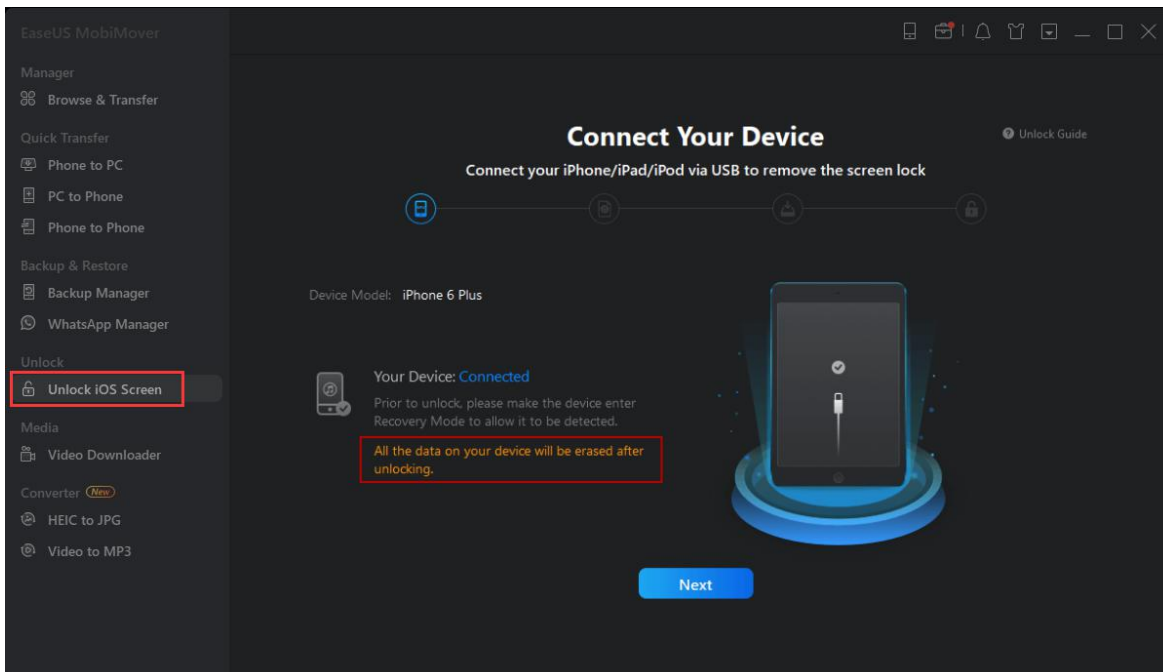 EaseUS MobiMover
Manager
Browse & Transfer
Quick Transfer
Phone to PC
PC to Phone
Phone to Phone
Backup & Restore
Backup Manager
WhatsApp Manager
Unlock
Unlock iOS Screen
Media
Video Downloader
Converter New
HEIC to JPG
Video to MP3
Connect Your Device
Unlock Guide
Connect your iPhone/iPad/iPod via USB to remove the screen lock
Device Model: iPhone 6 Plus
Your Device: Connected
Prior to unlock, please make the device enter
Recovery Mode to allow it to be detected.
All the data on your device will be erased after
unlocking.
Next